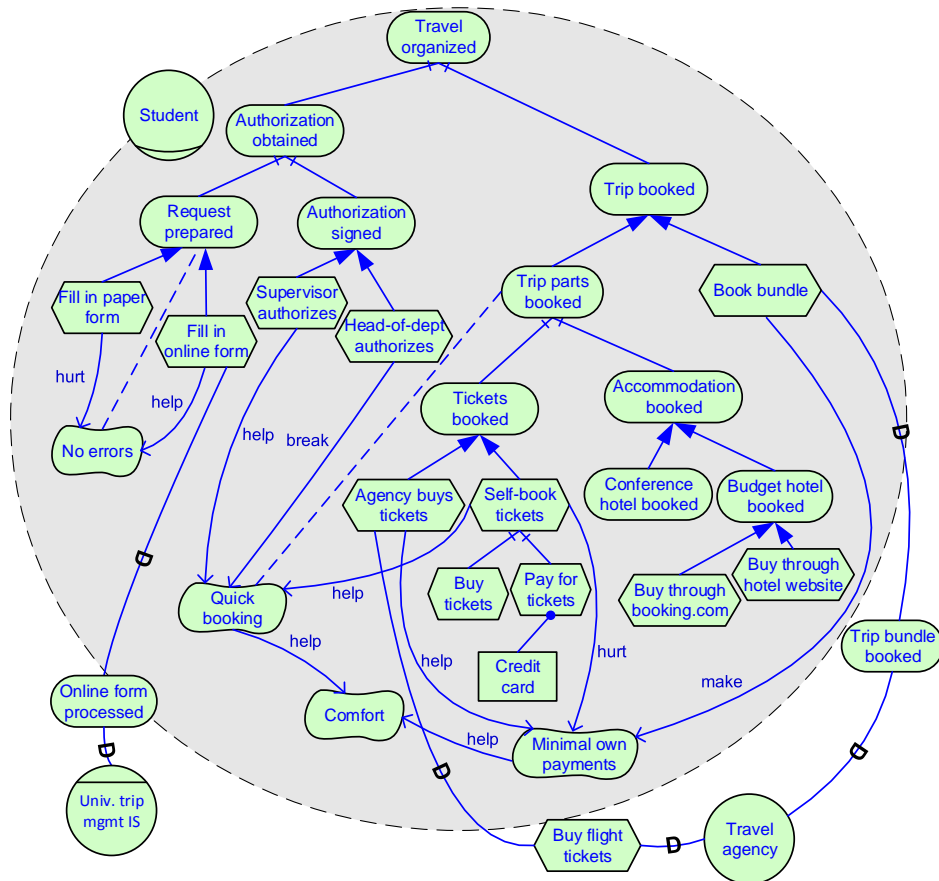 Travel
organized
Student
Authorization
obtained
Trip booked
Request
prepared
Authorization
signed
Trip parts
booked
Book bundle
Fill in paper
form
Supervisor
authorizes
Fill in
online form
Head-of-dept
authorizes
hurt
help
Tickets
booked
Accommodation
booked
No errors
help
break
D
Agency buys
tickets
Self-book
tickets
Conference
hotel booked
Budget hotel
booked
D
Buy
tickets
Pay for
tickets
Buy through
booking.com
Buy through
hotel website
Quick
booking
help
help
help
hurt
Trip bundle
booked
Credit
card
make
Online form
processed
Comfort
help
Minimal own
payments
D
D
D
Univ. trip
mgmt IS
Buy flight
tickets
D
Travel
agency